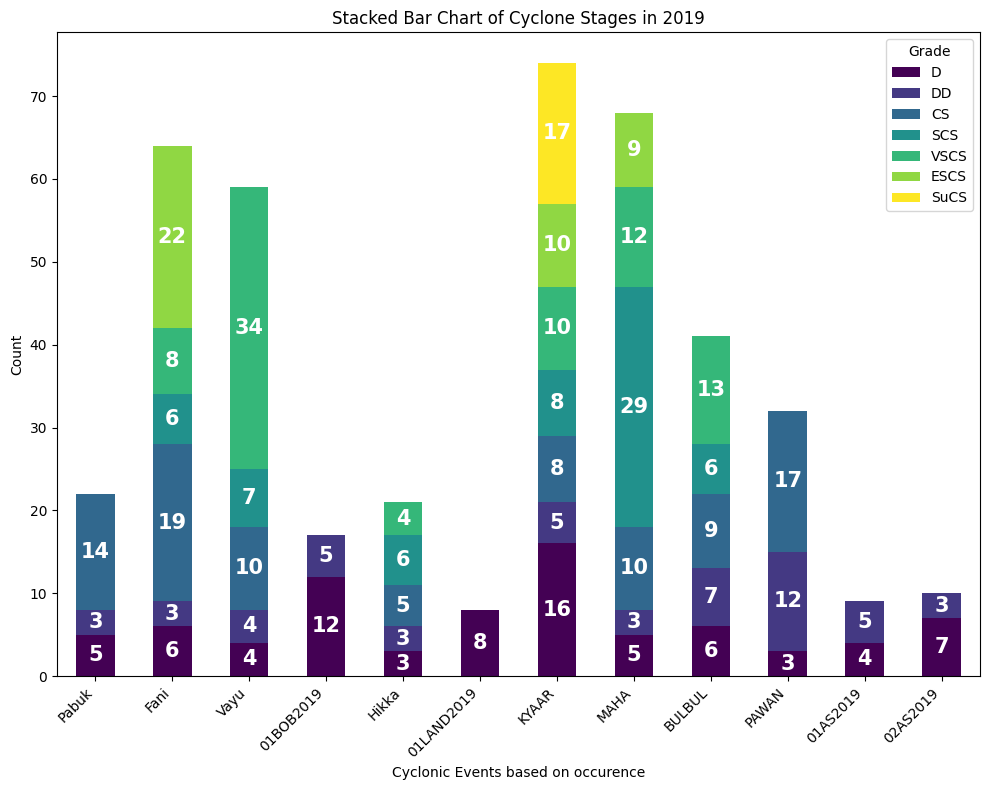 Stacked Bar Chart of Cyclone Stages in 2019
Grade
D
DD
CS
SCS
VSCS
ESCS
SuCS
Count
70
60
50
40
30
20
10
0
14
3
5
22
8
6
19
3
6
34
7
10
4
4
5
12
4
6
5
3
3
8
17
10
10
8
8
5
16
9
12
29
10
3
5
13
6
9
7
6
17
12
3
5
4
3
7
Pabuk
Fani
Vayu
01BOB2019
Hikka
01LAND2019
KYAAR
MAHA
BULBUL
PAWAN
01AS2019
02AS2019
Cyclonic Events based on occurence